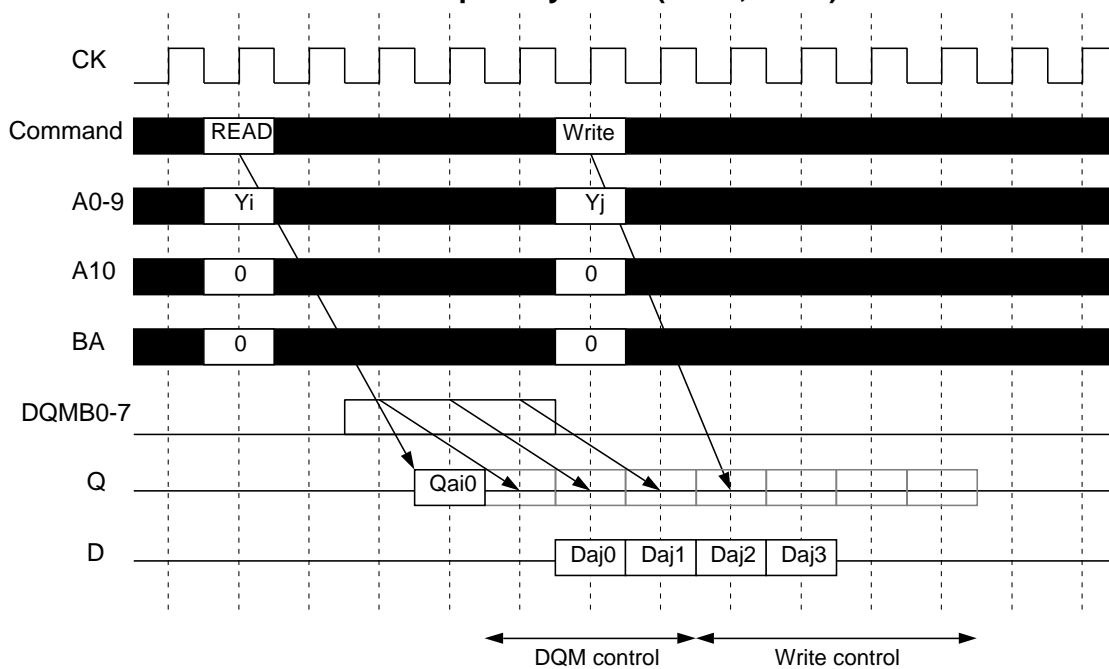 CK
Command READ Write
A0-9 Yi Yj
A10 0 0
BA 0 0
DQMB0-7
Q Qai0
D Daj0 Daj1 Daj2 Daj3
DQM control Write control